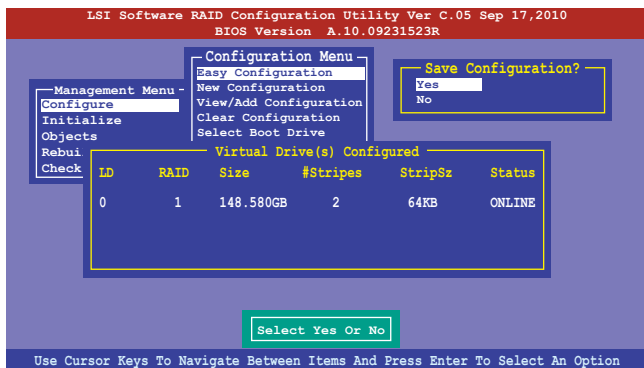 LSI Software RAID Configuration Utility Ver C.05 Sep 17,2010
BIOS Version A.10.09231523R
Configuration Menu
Easy Configuration
New Configuration
View/Add Configuration
Clear Configuration
Select Boot Drive
Save Configuration?
Yes
No
Management Menu
Configure
Initialize
Objects
Rebui
Check
Virtual Drive(s) Configured
LD RAID Size #Stripes StripSz Status
0 1 148.580GB 2 64KB ONLINE
Select Yes Or No
Use Cursor Keys To Navigate Between Items And Press Enter To Select An Option